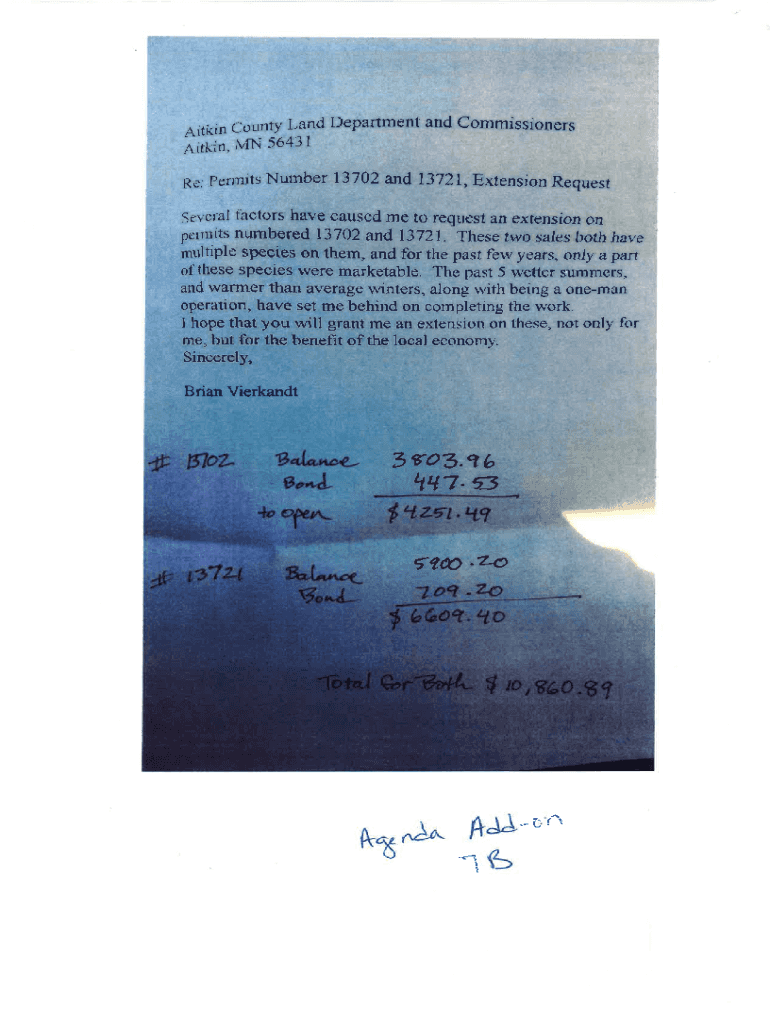 Aitkin County Land Department and Commissioners
Aitkin, MN 56431
Re: Permits Number 13702 and 13721, Extension Request
Several factors have caused me to request an extension on
permits numbered 13702 and 13721. These two sales both have
multiple species on them, and for the past few years, only a part
of these species were marketable. The past 5 wetter summers,
and warmer than average winters, along with being a one-man
operation, have set me behind on completing the work.
I hope that you will grant me an extension on these, not only for
me, but for the benefit of the local economy.
Sincerely,
Brian Vierkandt
# 13702 Balance 3803.96
Bond 447.53
to open $4251.49
# 13721 Balance 5900.20
Bond 709.20
$ 6609.40
Total for Both $ 10,860.89
Agenda Add-on
7B